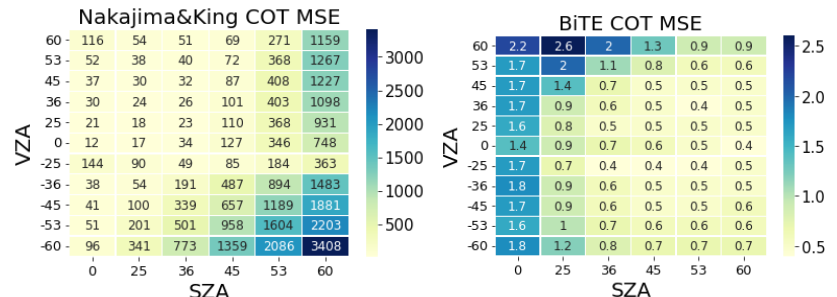 Nakajima&King COT MSE
VZA
60 116 54 51 69 271 1159
53 52 38 40 72 368 1267
45 37 30 32 87 408 1227
36 30 24 26 101 403 1098
25 21 18 23 110 368 931
0 12 17 34 127 346 748
-25 144 90 49 85 184 363
-36 38 54 191 487 894 1483
-45 41 100 339 657 1189 1881
-53 51 201 501 958 1604 2203
-60 96 341 773 1359 2086 3408
0 25 36 45 53 60
SZA
3000
2500
2000
1500
1000
500
BiTE COT MSE
VZA
60 2.2 2.6 2 1.3 0.9 0.9
53 1.7 2 1.1 0.8 0.6 0.6
45 1.7 1.4 0.7 0.5 0.5 0.5
36 1.7 0.9 0.6 0.5 0.4 0.5
25 1.6 0.8 0.5 0.5 0.5 0.5
0 1.4 0.9 0.7 0.6 0.5 0.4
-25 1.7 0.7 0.4 0.4 0.4 0.5
-36 1.8 0.9 0.6 0.5 0.5 0.5
-45 1.7 0.9 0.6 0.5 0.5 0.6
-53 1.6 1 0.7 0.6 0.6 0.6
-60 1.8 1.2 0.8 0.7 0.7 0.7
0 25 36 45 53 60
SZA
2.5
2.0
1.5
1.0
0.5